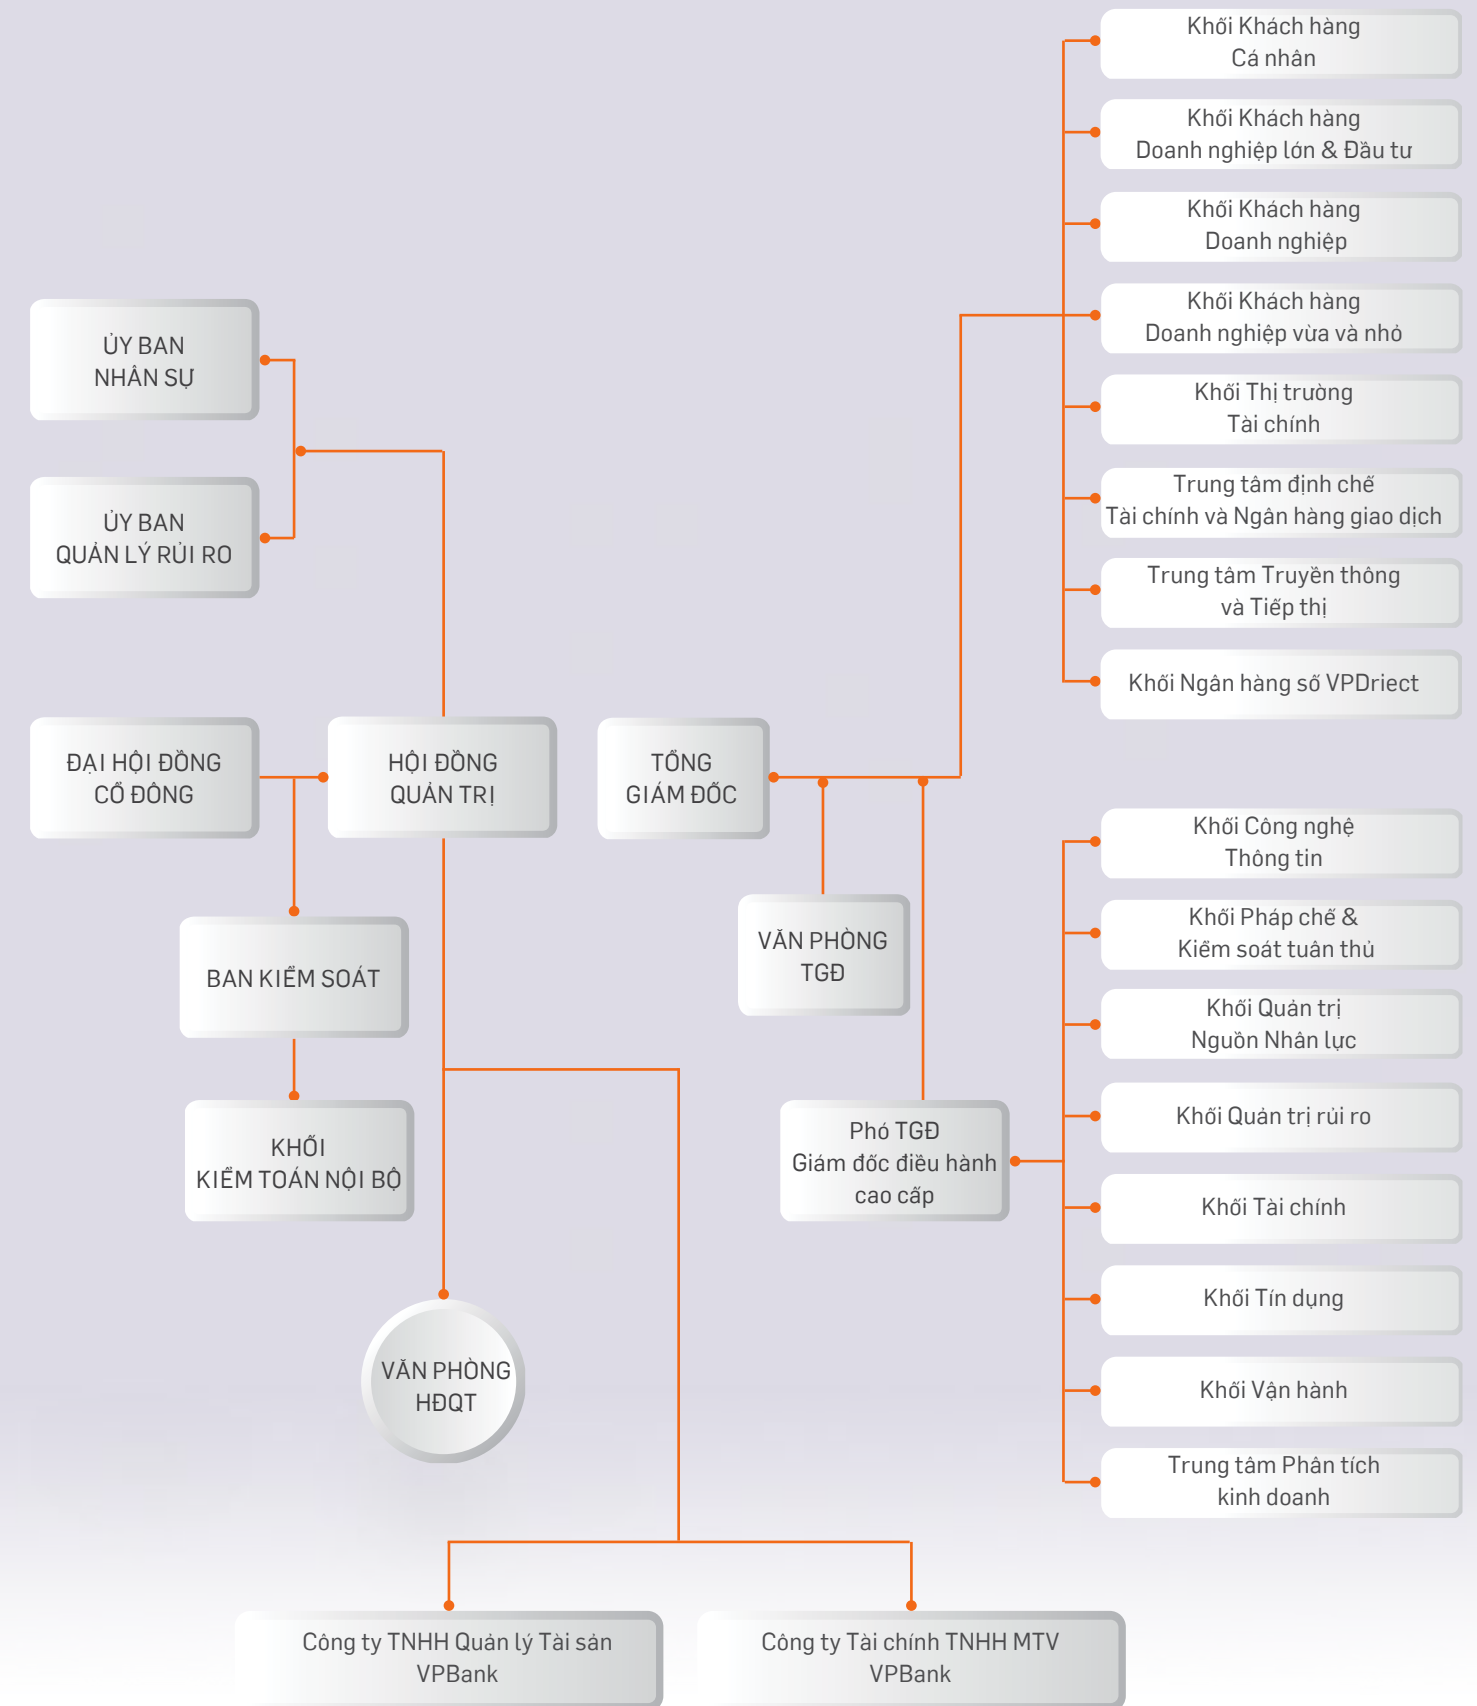 Khối Khách hàng
Cá nhân
Khối Khách hàng
Doanh nghiệp lớn & Đầu tư
Khối Khách hàng
Doanh nghiệp
Khối Khách hàng
Doanh nghiệp vừa và nhỏ
Khối Thị trường
Tài chính
Trung tâm định chế
Tài chính và Ngân hàng giao dịch
Trung tâm Truyền thông
và Tiếp thị
Khối Ngân hàng số VPDriect
ỦY BAN
NHÂN SỰ
ỦY BAN
QUẢN LÝ RỦI RO
ĐẠI HỘI ĐỒNG
CỔ ĐÔNG
HỘI ĐỒNG
QUẢN TRỊ
TỔNG
GIÁM ĐỐC
BAN KIỂM SOÁT
VĂN PHÒNG
TGĐ
KHỐI
KIỂM TOÁN NỘI BỘ
Phó TGĐ
Giám đốc điều hành
cao cấp
VĂN PHÒNG
HĐQT
Khối Công nghệ
Thông tin
Khối Pháp chế &
Kiểm soát tuân thủ
Khối Quản trị
Nguồn Nhân lực
Khối Quản trị rủi ro
Khối Tài chính
Khối Tín dụng
Khối Vận hành
Trung tâm Phân tích
kinh doanh
Công ty TNHH Quản lý Tài sản
VPBank
Công ty Tài chính TNHH MTV
VPBank